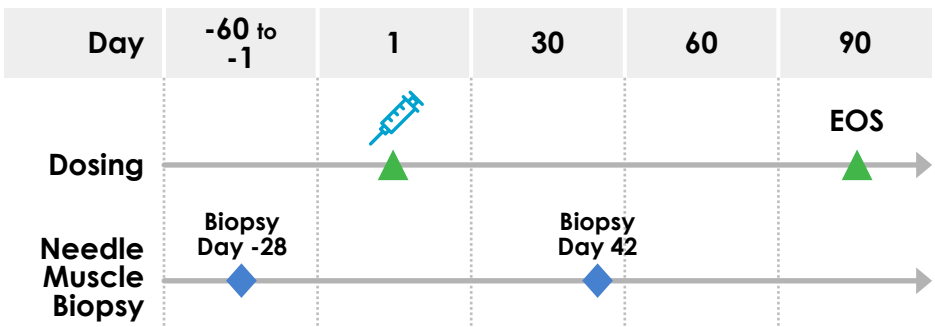 Day
-60 to
-1
1
30
60
90
EOS
Dosing
Biopsy
Day -28
Biopsy
Day 42
Needle
Muscle
Biopsy